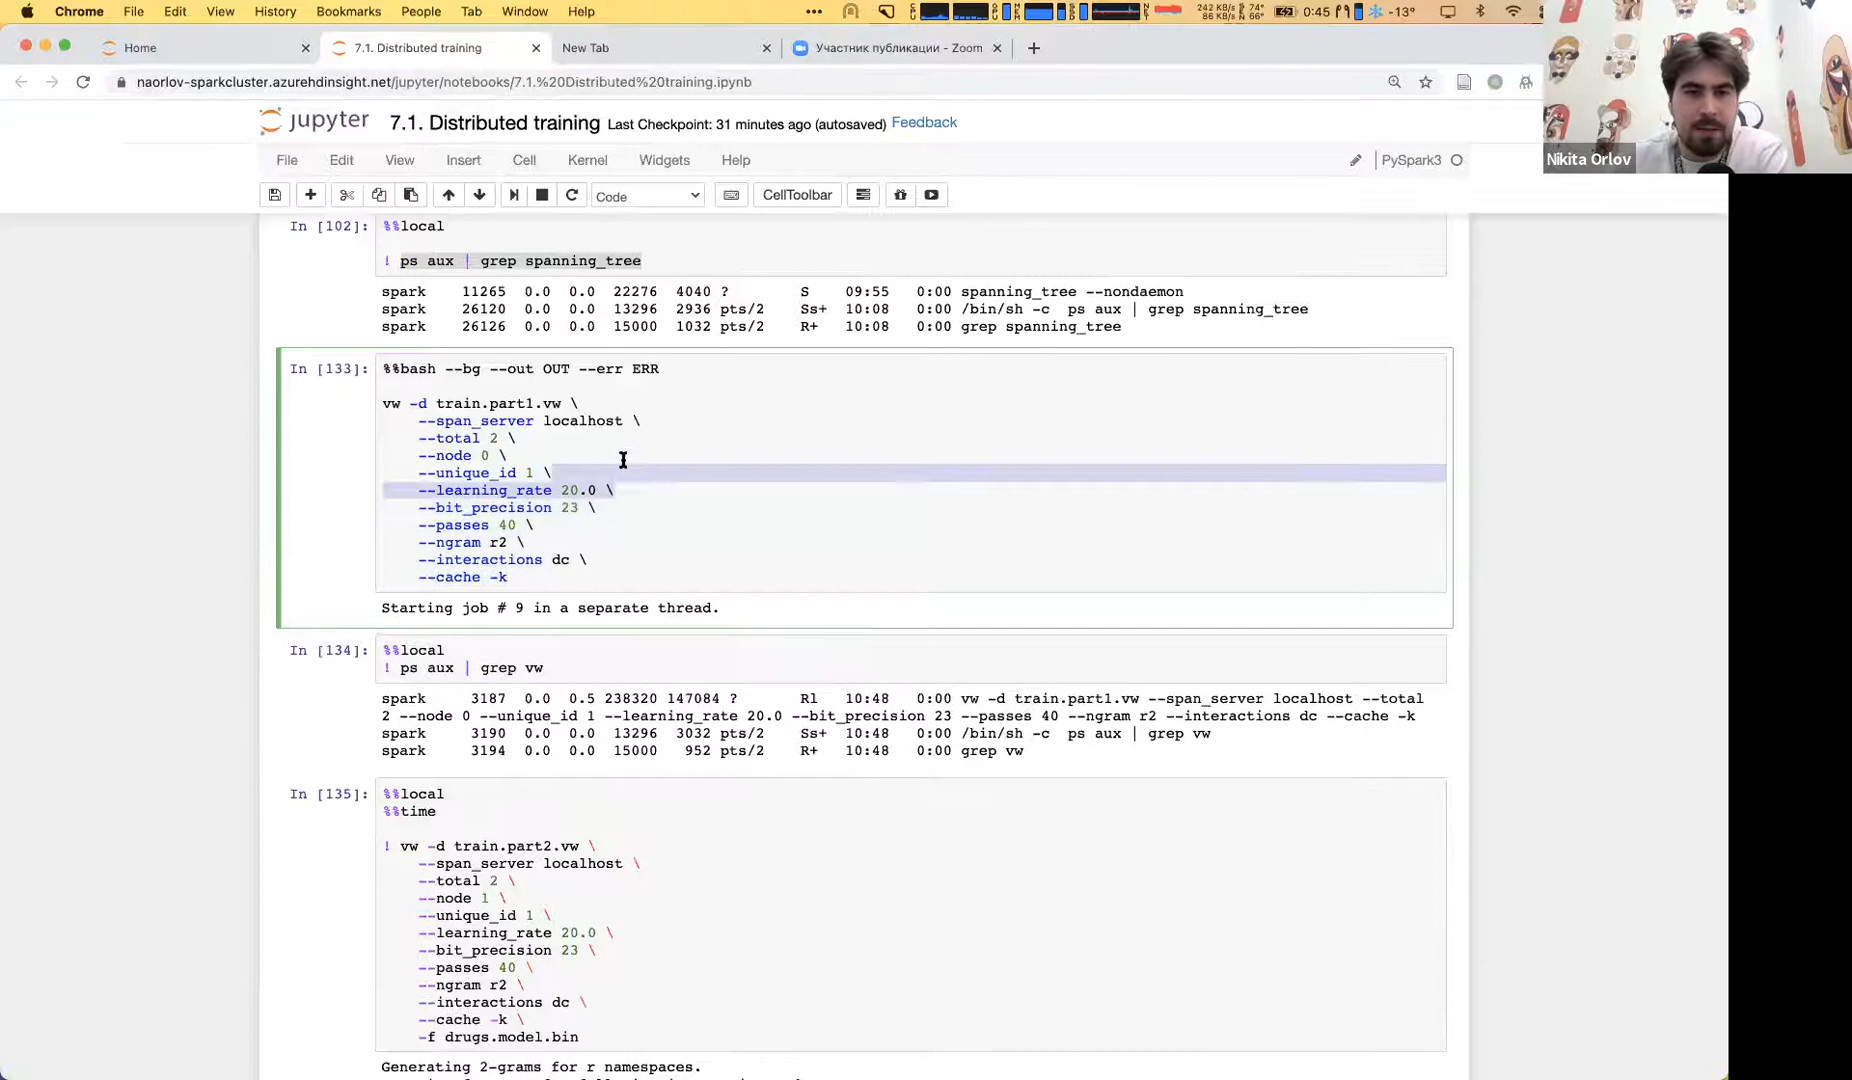 Chrome File Edit View History Bookmarks People Tab Window Help
242 KB/s 74°
86 KB/s 66°
0:45
-13°
Home
7.1. Distributed training
New Tab
Участник публикации - Zoom
naorlov-sparkcluster.azurehdinsight.net/jupyter/notebooks/7.1.%20Distributed%20training.ipynb
Nikita Orlov
jupyter 7.1. Distributed training Last Checkpoint: 31 minutes ago (autosaved) Feedback
File Edit View Insert Cell Kernel Widgets Help
PySpark3
Code
CellToolbar
In [102]: %%local
! ps aux | grep spanning_tree
spark 11265 0.0 0.0 22276 4040 ? S 09:55 0:00 spanning_tree --nondaemon
spark 26120 0.0 0.0 13296 2936 pts/2 Ss+ 10:08 0:00 /bin/sh -c ps aux | grep spanning_tree
spark 26126 0.0 0.0 15000 1032 pts/2 R+ 10:08 0:00 grep spanning_tree
In [133]: %%bash --bg --out OUT --err ERR
vw -d train.part1.vw \
--span_server localhost \
--total 2 \
--node 0 \
--unique_id 1 \
--learning_rate 20.0 \
--bit_precision 23 \
--passes 40 \
--ngram r2 \
--interactions dc \
--cache -k
Starting job # 9 in a separate thread.
In [134]: %%local
! ps aux | grep vw
spark 3187 0.0 0.5 238320 147084 ? Rl 10:48 0:00 vw -d train.part1.vw --span_server localhost --total
2 --node 0 --unique_id 1 --learning_rate 20.0 --bit_precision 23 --passes 40 --ngram r2 --interactions dc --cache -k
spark 3190 0.0 0.0 13296 3032 pts/2 Ss+ 10:48 0:00 /bin/sh -c ps aux | grep vw
spark 3194 0.0 0.0 15000 952 pts/2 R+ 10:48 0:00 grep vw
In [135]: %%local
%%time
! vw -d train.part2.vw \
--span_server localhost \
--total 2 \
--node 1 \
--unique_id 1 \
--learning_rate 20.0 \
--bit_precision 23 \
--passes 40 \
--ngram r2 \
--interactions dc \
--cache -k \
-f drugs.model.bin
Generating 2-grams for r namespaces.